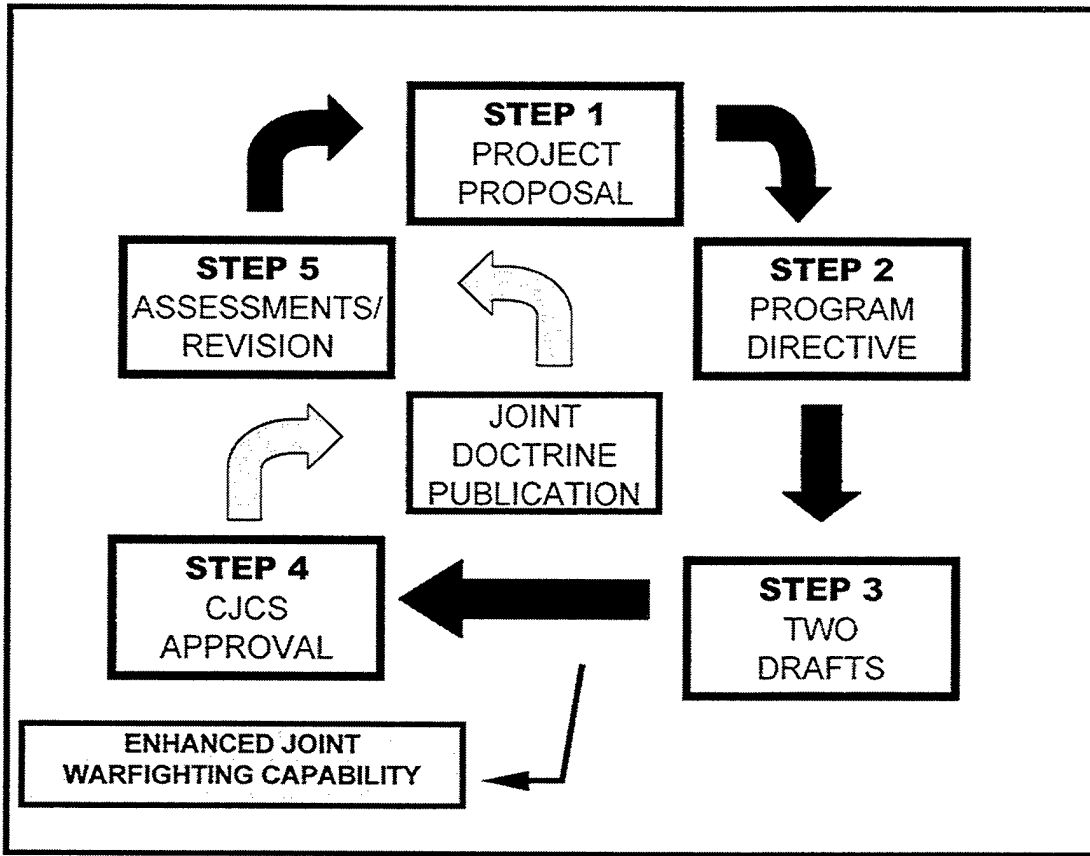 STEP 1
PROJECT
PROPOSAL
STEP 2
PROGRAM
DIRECTIVE
STEP 3
TWO
DRAFTS
STEP 4
CJCS
APPROVAL
JOINT
DOCTRINE
PUBLICATION
STEP 5
ASSESSMENTS/
REVISION
ENHANCED JOINT
WARFIGHTING CAPABILITY